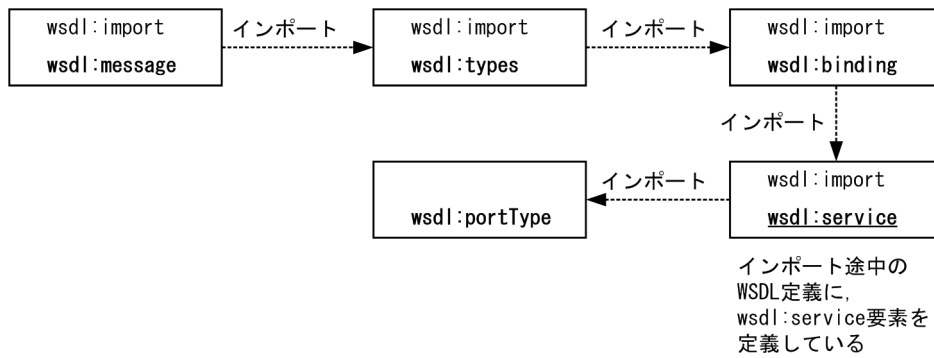 wsdl:import
wsdl:message
インポート
wsdl:import
wsdl:types
インポート
wsdl:import
wsdl:binding
インポート
wsdl:portType
インポート
wsdl:import
wsdl:service
インポート途中の
WSDL定義に，
wsdl:service要素を
定義している